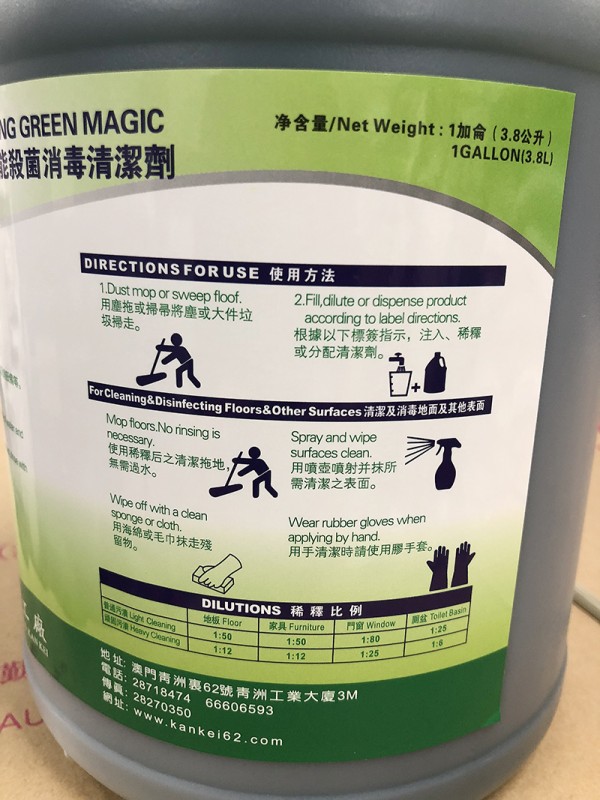 NG GREEN MAGIC
能殺菌消毒清潔劑
净含量/Net Weight : 1加侖 ( 3.8公升 )
1GALLON(3.8L)
DIRECTIONS FOR USE 使用方法
1.Dust mop or sweep floof.
用塵拖或掃帚將塵或大件垃
圾掃走。
2.Fill,dilute or dispense product
according to label directions.
根據以下標簽指示，注入、稀釋
或分配清潔劑。
For Cleaning&Disinfecting Floors&Other Surfaces 清潔及消毒地面及其他表面
Mop floors.No rinsing is
necessary.
使用稀釋后之清潔拖地,
無需過水。
Spray and wipe
surfaces clean.
用噴壺噴射并抹所
需清潔之表面。
Wipe off with a clean
sponge or cloth.
用海綿或毛巾抹走殘
留物。
Wear rubber gloves when
applying by hand.
用手清潔時請使用膠手套。
DILUTIONS 稀釋比例
地板 Floor 家具 Furniture 門窗 Window 厠盆 Toilet Basin
普通污漬 Light Cleaning 1:50 1:50 1:80 1:25
頑固污漬 Heavy Cleaning 1:12 1:12 1:25 1:6
地址: 澳門青洲裏62號青洲工業大廈3M
電話: 28718474 66606593
傳真: 28270350
網址: www.kankei62.com